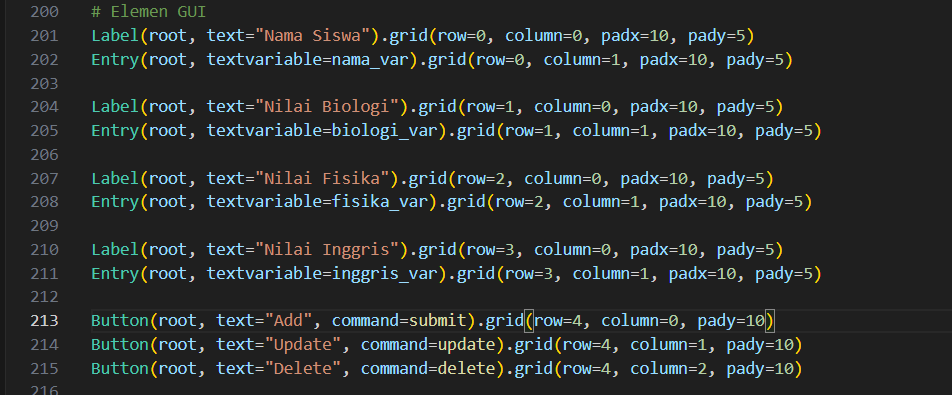 200 # Elemen GUI
201 Label(root, text="Nama Siswa").grid(row=0, column=0, padx=10, pady=5)
202 Entry(root, textvariable=nama_var).grid(row=0, column=1, padx=10, pady=5)
203
204 Label(root, text="Nilai Biologi").grid(row=1, column=0, padx=10, pady=5)
205 Entry(root, textvariable=biologi_var).grid(row=1, column=1, padx=10, pady=5)
206
207 Label(root, text="Nilai Fisika").grid(row=2, column=0, padx=10, pady=5)
208 Entry(root, textvariable=fisika_var).grid(row=2, column=1, padx=10, pady=5)
209
210 Label(root, text="Nilai Inggris").grid(row=3, column=0, padx=10, pady=5)
211 Entry(root, textvariable=inggris_var).grid(row=3, column=1, padx=10, pady=5)
212
213 Button(root, text="Add", command=submit).grid(row=4, column=0, pady=10)
214 Button(root, text="Update", command=update).grid(row=4, column=1, pady=10)
215 Button(root, text="Delete", command=delete).grid(row=4, column=2, pady=10)
216